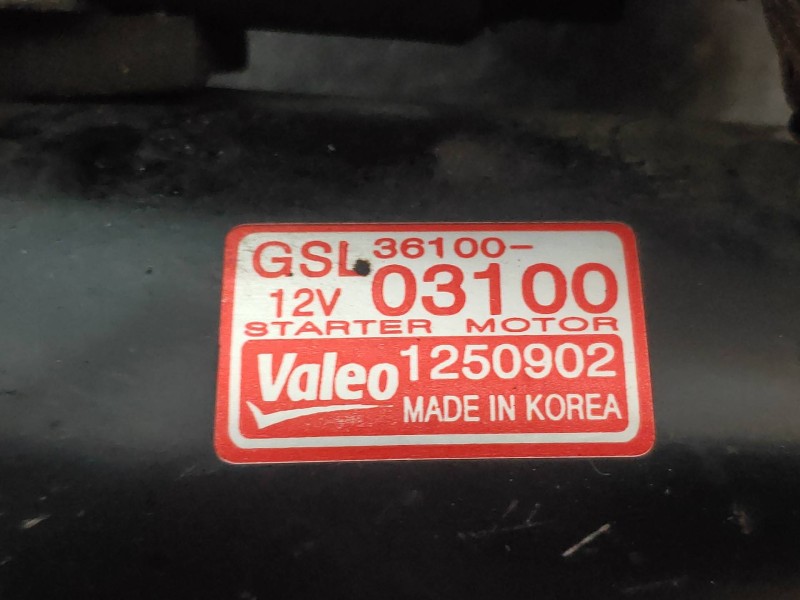 GSL 36100-
12V 03100
STARTER MOTOR
Valeo 1250902
MADE IN KOREA